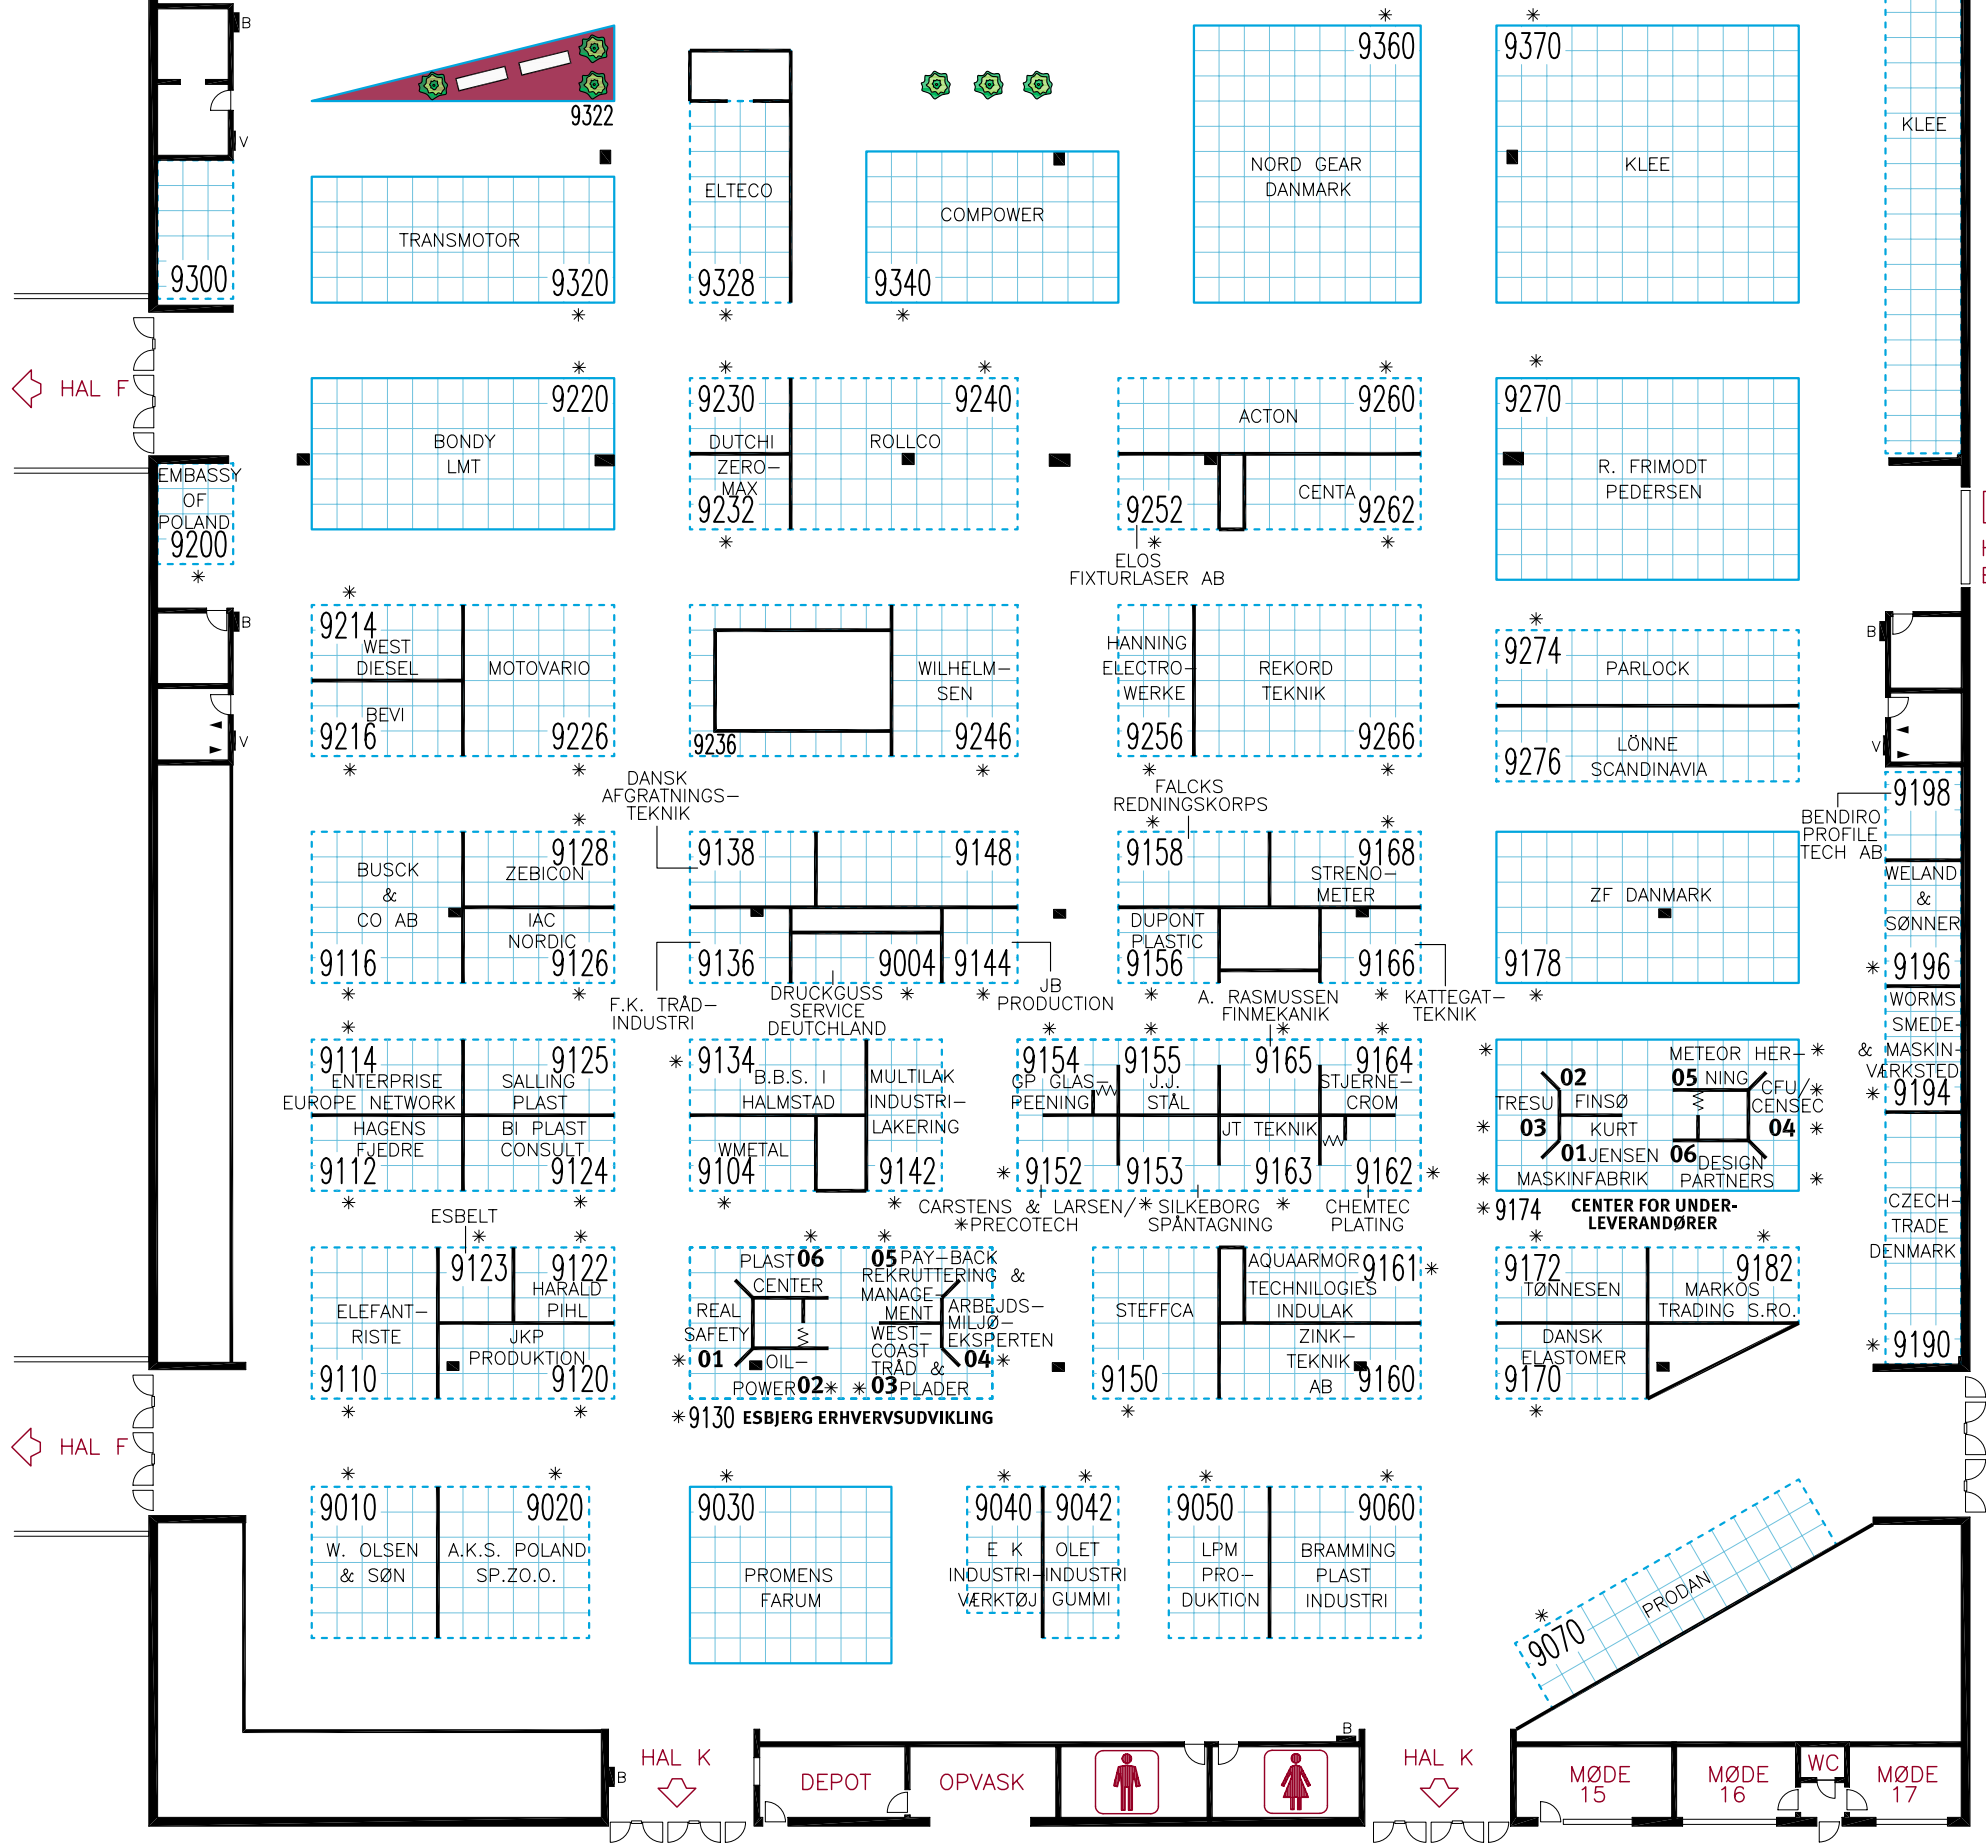 B
9322
V
9300
TRANSMOTOR
9320
ELTECO
9328
COMPOWER
9340
9360
NORD GEAR
DANMARK
9370
KLEE
KLEE
HAL F
9220
BONDY
LMT
9230
DUTCHI
ZERO-
MAX
9232
9240
ROLLCO
ACTON
9260
9252
CENTA
9262
ELOS
FIXTURLASER AB
9270
R. FRIMODT
PEDERSEN
EMBASSY
OF
POLAND
9200
B
V
9214
WEST
DIESEL
BEVI
9216
MOTOVARIO
9226
9236
WILHELM-
SEN
9246
HANNING
ELECTRO-
WERKE
9256
REKORD
TEKNIK
9266
9274
PARLOCK
LÖNNE
SCANDINAVIA
9276
B
V
DANSK
AFGRATNINGS-
TEKNIK
FALCKS
REDNINGSKORPS
9198
BENDIRO
PROFILE
TECH AB
BUSCK
&
CO AB
9116
9128
ZEBICON
IAC
NORDIC
9126
9138
9148
9136
9004
9144
F.K. TRÅD-
INDUSTRI
DRUCKGUSS
SERVICE
DEUTCHLAND
JB
PRODUCTION
9158
9168
STRENO-
METER
DUPONT
PLASTIC
9156
9166
A. RASMUSSEN
FINMEKANIK
KATTEGAT-
TEKNIK
ZF DANMARK
9178
WELAND
&
SØNNER
9196
WORMS
SMEDE-
& MASKIN-
VÆRKSTED
9194
9114
ENTERPRISE
EUROPE NETWORK
HAGENS
FJEDRE
9112
9125
SALLING
PLAST
BI PLAST
CONSULT
9124
9134
B.B.S. I
HALMSTAD
WMETAL
9104
MULTILAK
INDUSTRI-
LAKERING
9142
9154
GP GLAS-
PEENING
9152
9155
J.J.
STÅL
9153
9165
JT TEKNIK
9163
9164
STJERNE-
CROM
9162
CARSTENS & LARSEN/
PRECOTECH
SILKEBORG
SPÅNTAGNING
CHEMTEC
PLATING
02
TRESU
FINSØ
03
KURT
01 JENSEN
MASKINFABRIK
METEOR HER-
05 NING
CFU/
CENSEC
04
06 DESIGN
PARTNERS
9174
CENTER FOR UNDER-
LEVERANDØRER
CZECH-
TRADE
DENMARK
9190
ESBELT
ELEFANT-
RISTE
9110
9123
9122
HARALD
PIHL
JKP
PRODUKTION
9120
PLAST 06
CENTER
REAL
SAFETY
01
OIL-
POWER 02
05 PAY-BACK
REKRUTTERING &
MANAGE-
MENT
ARBEJDS-
MILJØ-
EKSPERTEN
04
WEST-
COAST
TRÅD &
03 PLADER
9130 ESBJERG ERHVERVSUDVIKLING
STEFFCA
9150
AQUAARMOR
TECHNILOGIES
INDULAK
9161
ZINK-
TEKNIK
AB
9160
9172
TØNNESEN
9182
MARKOS
TRADING S.RO.
DANSK
ELASTOMER
9170
HAL F
9010
W. OLSEN
& SØN
9020
A.K.S. POLAND
SP.ZO.O.
9030
PROMENS
FARUM
9040
E K
INDUSTRI-
VÆRKTØJ
9042
OLET
INDUSTRI
GUMMI
9050
LPM
PRO-
DUKTION
9060
BRAMMING
PLAST
INDUSTRI
PRODAN
9070
B
HAL K
DEPOT
OPVASK
B
HAL K
MØDE
15
MØDE
16
WC
MØDE
17